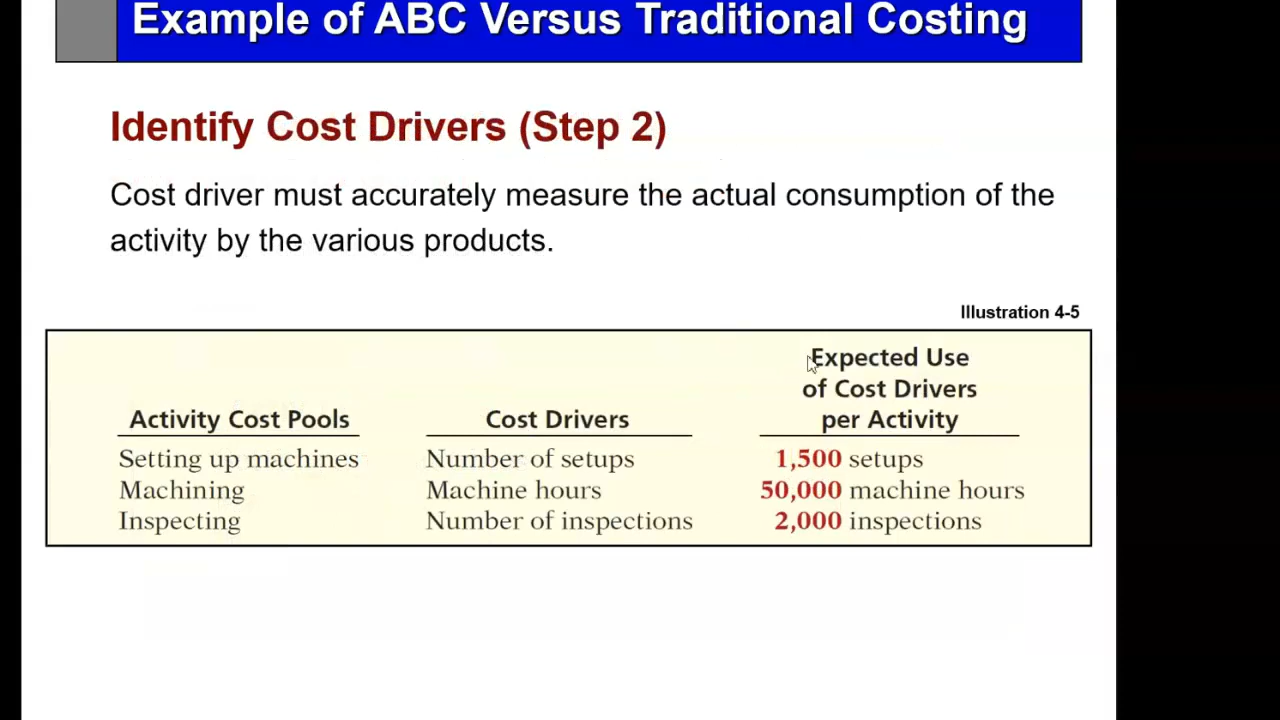 Example of ABC Versus Traditional Costing
Identify Cost Drivers (Step 2)
Cost driver must accurately measure the actual consumption of the
activity by the various products.
Illustration 4-5
Expected Use
of Cost Drivers
Activity Cost Pools Cost Drivers per Activity
Setting up machines Number of setups 1,500 setups
Machining Machine hours 50,000 machine hours
Inspecting Number of inspections 2,000 inspections